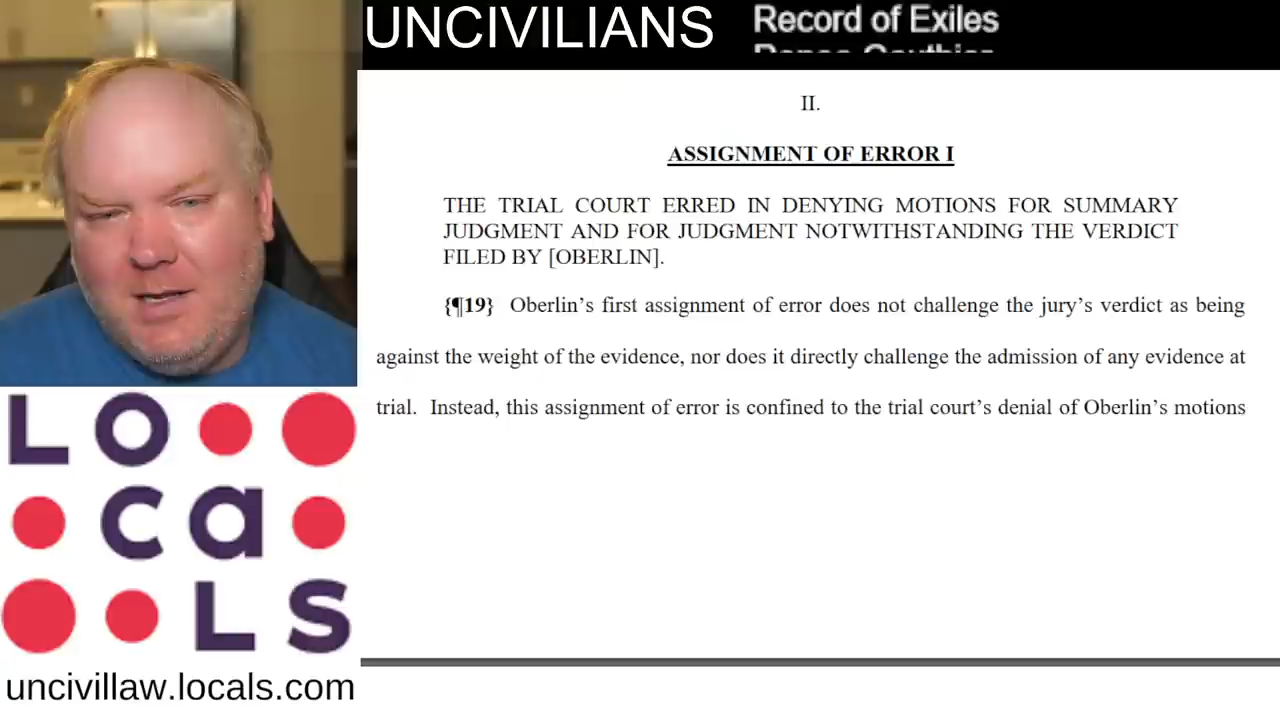 UNCIVILIANS
Record of Exiles
II.
ASSIGNMENT OF ERROR I
THE TRIAL COURT ERRED IN DENYING MOTIONS FOR SUMMARY
JUDGMENT AND FOR JUDGMENT NOTWITHSTANDING THE VERDICT
FILED BY [OBERLIN].
{¶19} Oberlin's first assignment of error does not challenge the jury's verdict as being
against the weight of the evidence, nor does it directly challenge the admission of any evidence at
trial. Instead, this assignment of error is confined to the trial court's denial of Oberlin's motions
LOcaLS
uncivillaw.locals.com